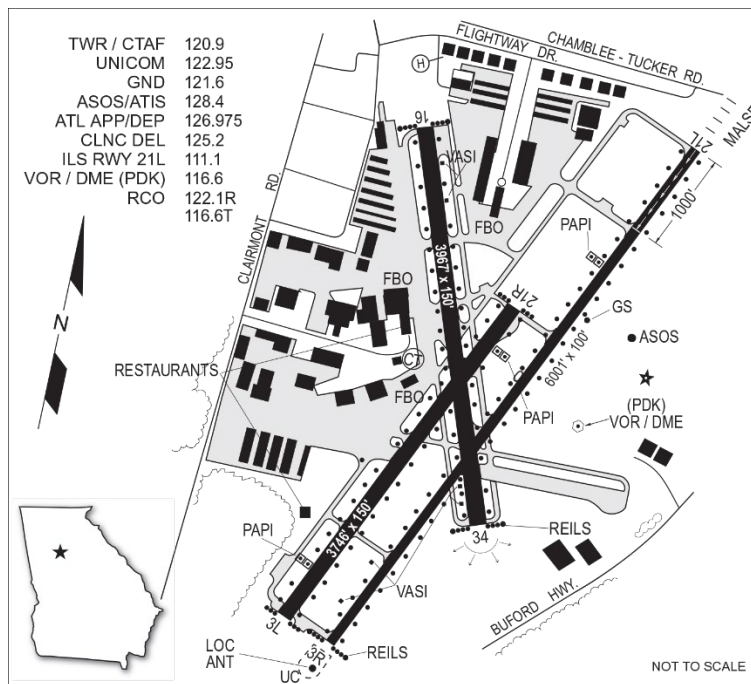 TWR / CTAF 120.9
UNICOM 122.95
GND 121.6
ASOS/ATIS 128.4
ATL APP/DEP 126.975
CLNC DEL 125.2
ILS RWY 21L 111.1
VOR / DME (PDK) 116.6
RCO 122.1R
116.6T
FLIGHTWAY DR.
CHAMBLEE - TUCKER RD.
H
16
VASI
21L
MALSF
1000'
CLAIRMONT RD.
FBO
PAPI
3967' x 150'
N
FBO
21R
GS
ASOS
6001' x 100'
RESTAURANTS
CT
FBO
PAPI
(PDK)
VOR / DME
3746' x 150'
PAPI
34
REILS
VASI
BUFORD HWY.
3L
3R
REILS
LOC
ANT
UC
NOT TO SCALE